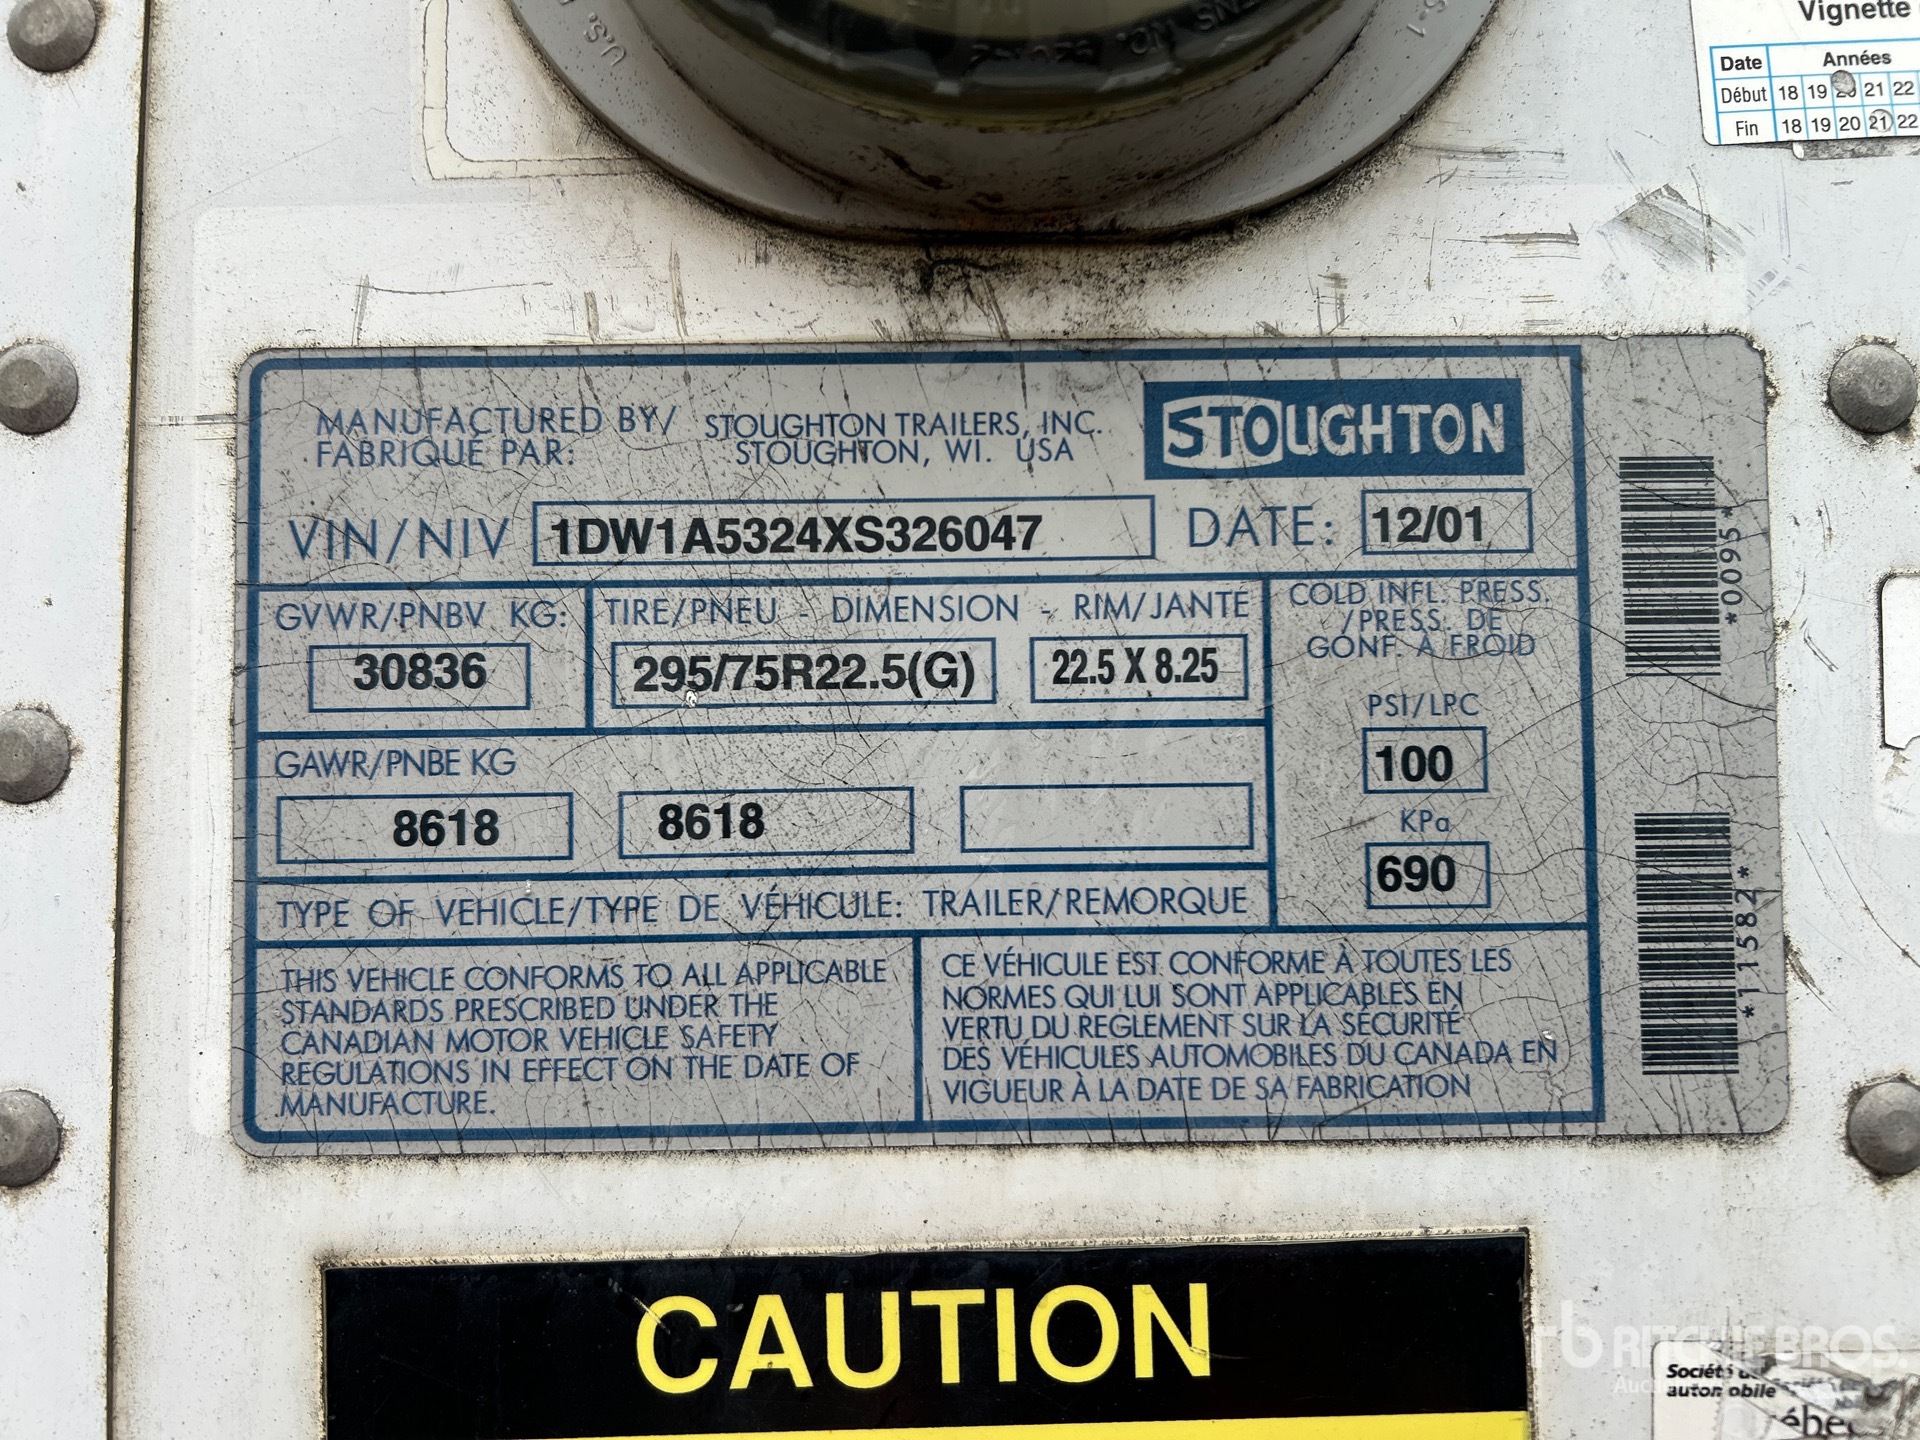 U.S.
Vignette
Date Années
Début 18 19 20 21 22
Fin 18 19 20 21 22
MANUFACTURED BY/ STOUGHTON TRAILERS, INC.
FABRIQUÉ PAR: STOUGHTON, WI. USA
STOUGHTON
VIN/NIV 1DW1A5324XS326047 DATE: 12/01
GVWR/PNBV KG: TIRE/PNEU - DIMENSION - RIM/JANTE
30836 295/75R22.5(G) 22.5 X 8.25
COLD INFL. PRESS.
/PRESS. DE
GONF. À FROID
PSI/LPC
100
KPa
690
GAWR/PNBE KG
8618 8618
TYPE OF VEHICLE/TYPE DE VÉHICULE: TRAILER/REMORQUE
THIS VEHICLE CONFORMS TO ALL APPLICABLE
STANDARDS PRESCRIBED UNDER THE
CANADIAN MOTOR VEHICLE SAFETY
REGULATIONS IN EFFECT ON THE DATE OF
MANUFACTURE.
CE VÉHICULE EST CONFORME À TOUTES LES
NORMES QUI LUI SONT APPLICABLES EN
VERTU DU REGLEMENT SUR LA SÉCURITÉ
DES VÉHICULES AUTOMOBILES DU CANADA EN
VIGUEUR À LA DATE DE SA FABRICATION
*0095*
*11582*
CAUTION
rb RITCHIE BROS.
Société
automobile